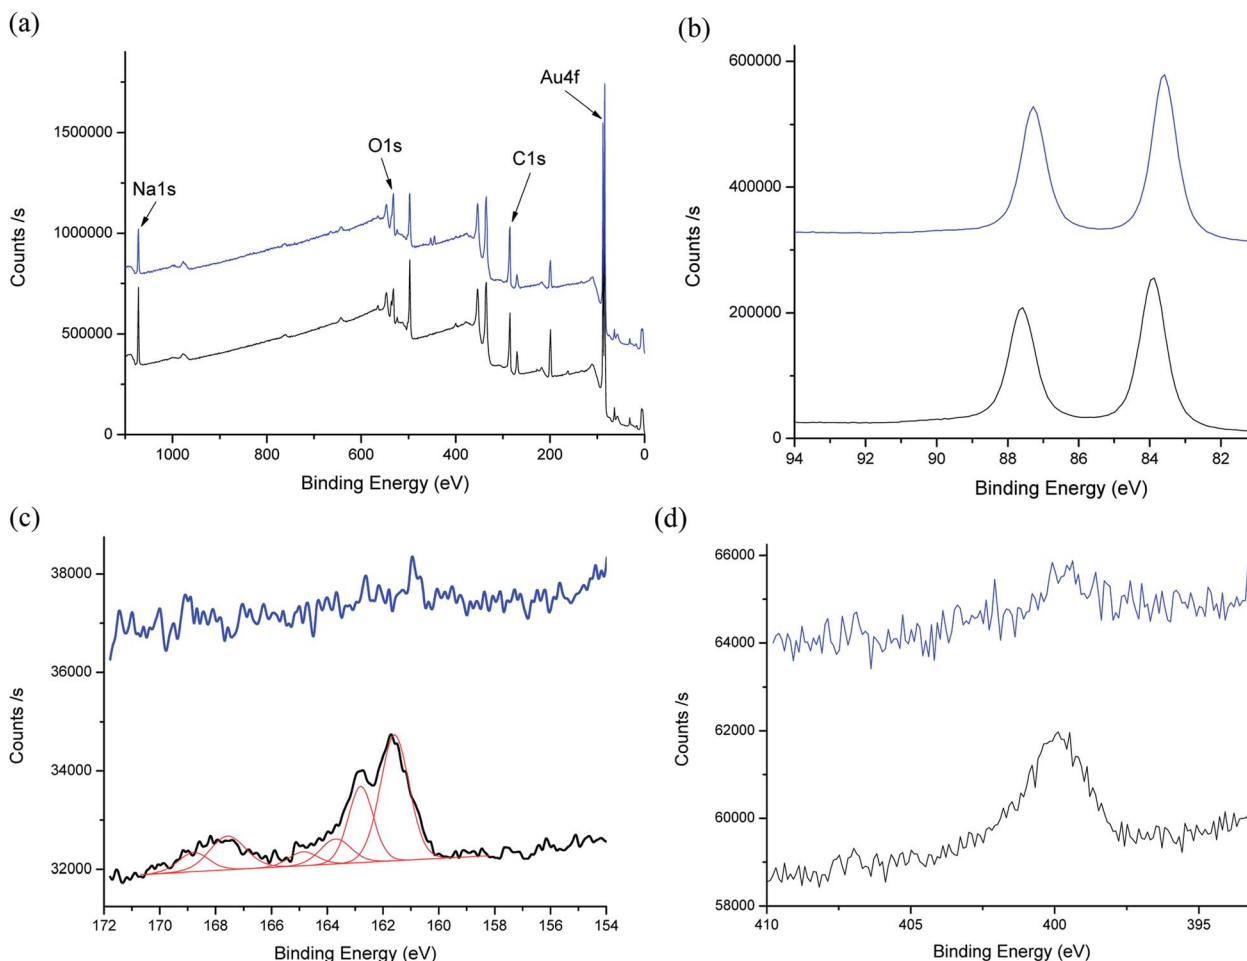 (a)
Au4f
1500000
O1s
C1s
Na1s
1000000
Counts /s
500000
0
1000 800 600 400 200 0
Binding Energy (eV)
(b)
600000
400000
Counts /s
200000
0
94 92 90 88 86 84 82
Binding Energy (eV)
(c)
38000
36000
Counts /s
34000
32000
172 170 168 166 164 162 160 158 156 154
Binding Energy (eV)
(d)
66000
64000
Counts /s
62000
60000
58000
410 405 400 395
Binding Energy (eV)